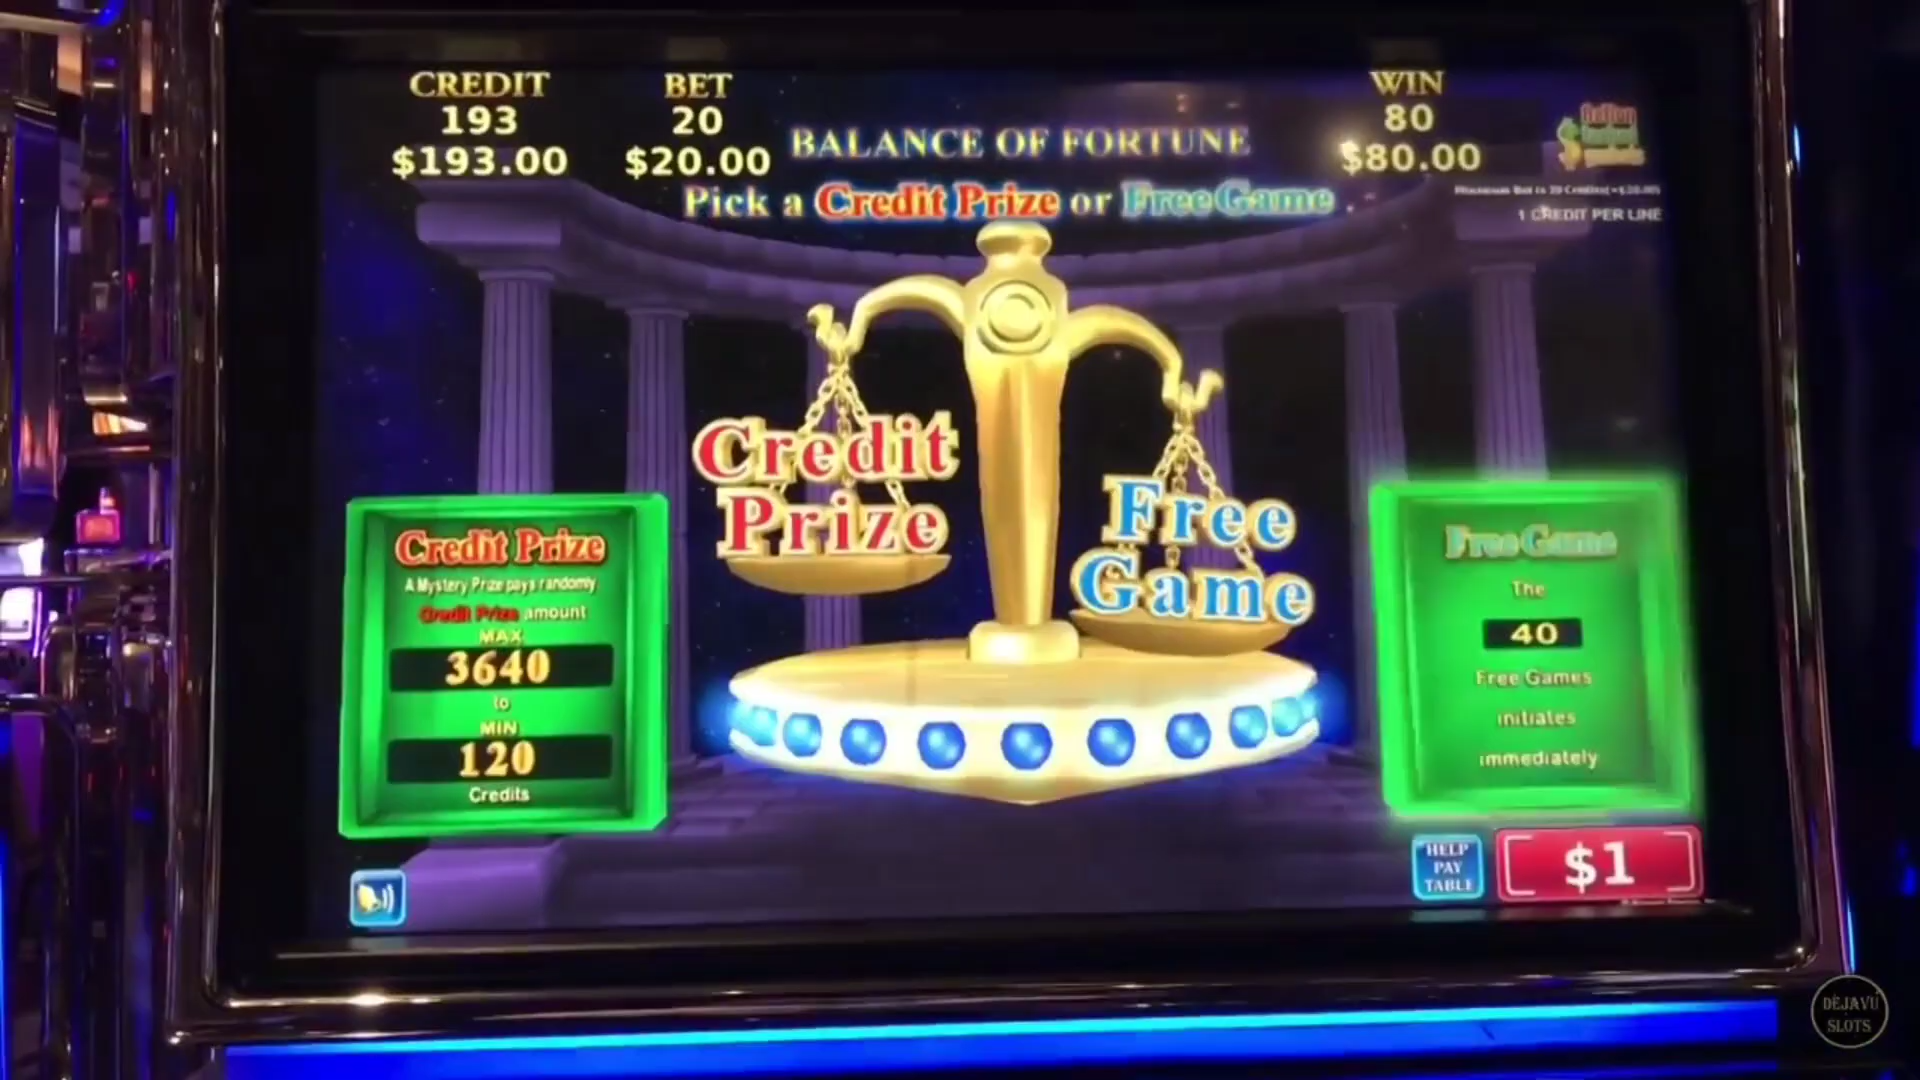 CREDIT
193
$193.00
BET
20
$20.00
BALANCE OF FORTUNE
Pick a Credit Prize or Free Game
WIN
80
$80.00
1 CREDIT PER LINE
Credit
Prize
Free
Game
Credit Prize
A Mystery Prize pays randomly
Credit Prize amount
MAX
3640
to
MIN
120
Credits
Free Game
The
40
Free Games
initiates
immediately
HELP
PAY
TABLE
$1
DEJAVU
SLOTS